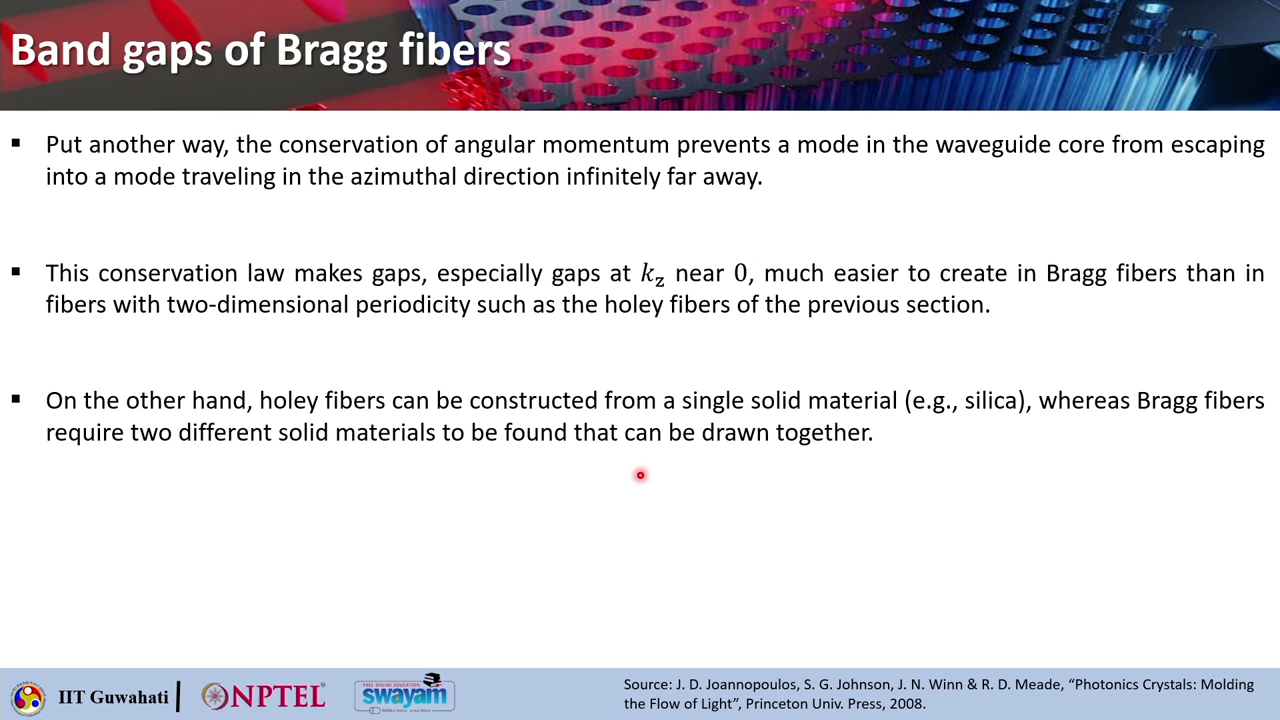 Band gaps of Bragg fibers
▪ Put another way, the conservation of angular momentum prevents a mode in the waveguide core from escaping
into a mode traveling in the azimuthal direction infinitely far away.
▪ This conservation law makes gaps, especially gaps at k_z near 0, much easier to create in Bragg fibers than in
fibers with two-dimensional periodicity such as the holey fibers of the previous section.
▪ On the other hand, holey fibers can be constructed from a single solid material (e.g., silica), whereas Bragg fibers
require two different solid materials to be found that can be drawn together.
IIT Guwahati
NPTEL
FREE ONLINE EDUCATION
swayam
Source: J. D. Joannopoulos, S. G. Johnson, J. N. Winn & R. D. Meade, “Photonics Crystals: Molding
the Flow of Light”, Princeton Univ. Press, 2008.